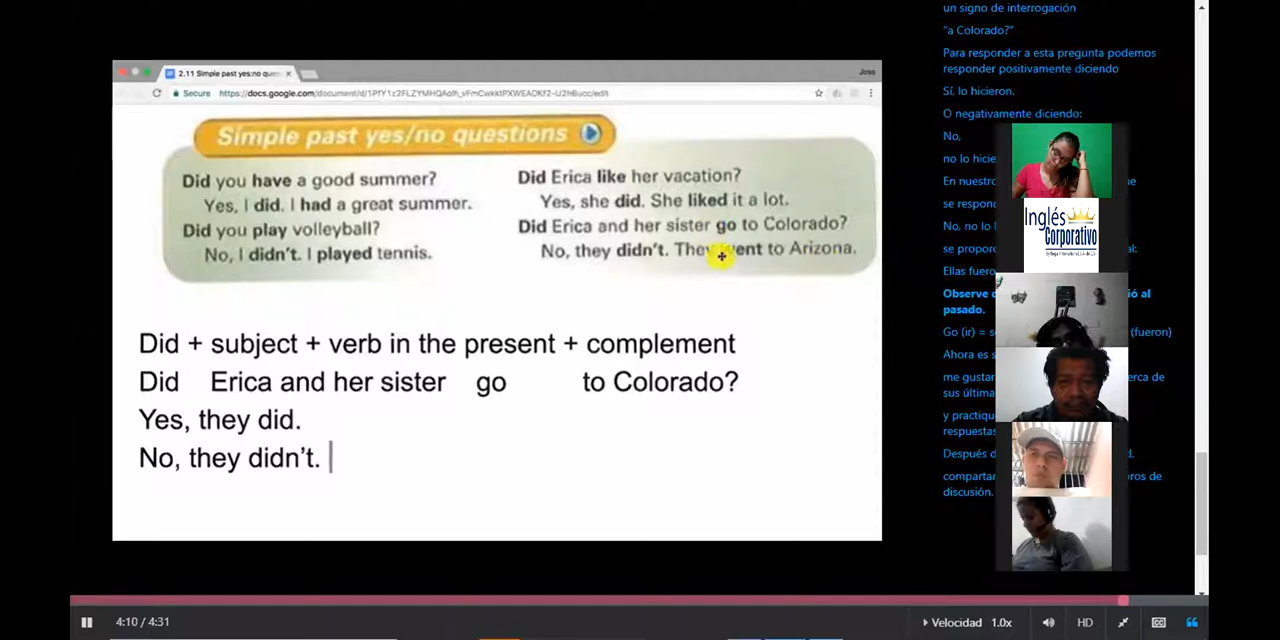 un signo de interrogación
"a Colorado?"
Para responder a esta pregunta podemos
responder positivamente diciendo
Sí, lo hicieron.
O negativamente diciendo:
No,
no lo hicie
En nuestro
se respond
No, no lo
se propor
Ellas fuero
Observe
ió al
pasado.
Go (ir) =
(fueron)
Ahora es
me gustar
erca de
sus última
y practiqu
respuestas
Después d
compartan
ros de
discusión.
2.11 Simple past yes:no que
Jose
Secure
Simple past yes/no questions
Did you have a good summer?
Yes, I did. I had a great summer.
Did you play volleyball?
No, I didn't. I played tennis.
Did Erica like her vacation?
Yes, she did. She liked it a lot.
Did Erica and her sister go to Colorado?
No, they didn't. They went to Arizona.
Did + subject + verb in the present + complement
Did Erica and her sister go to Colorado?
Yes, they did.
No, they didn't.
Inglés
Corporativo
4:10 / 4:31
Velocidad 1.0x
HD